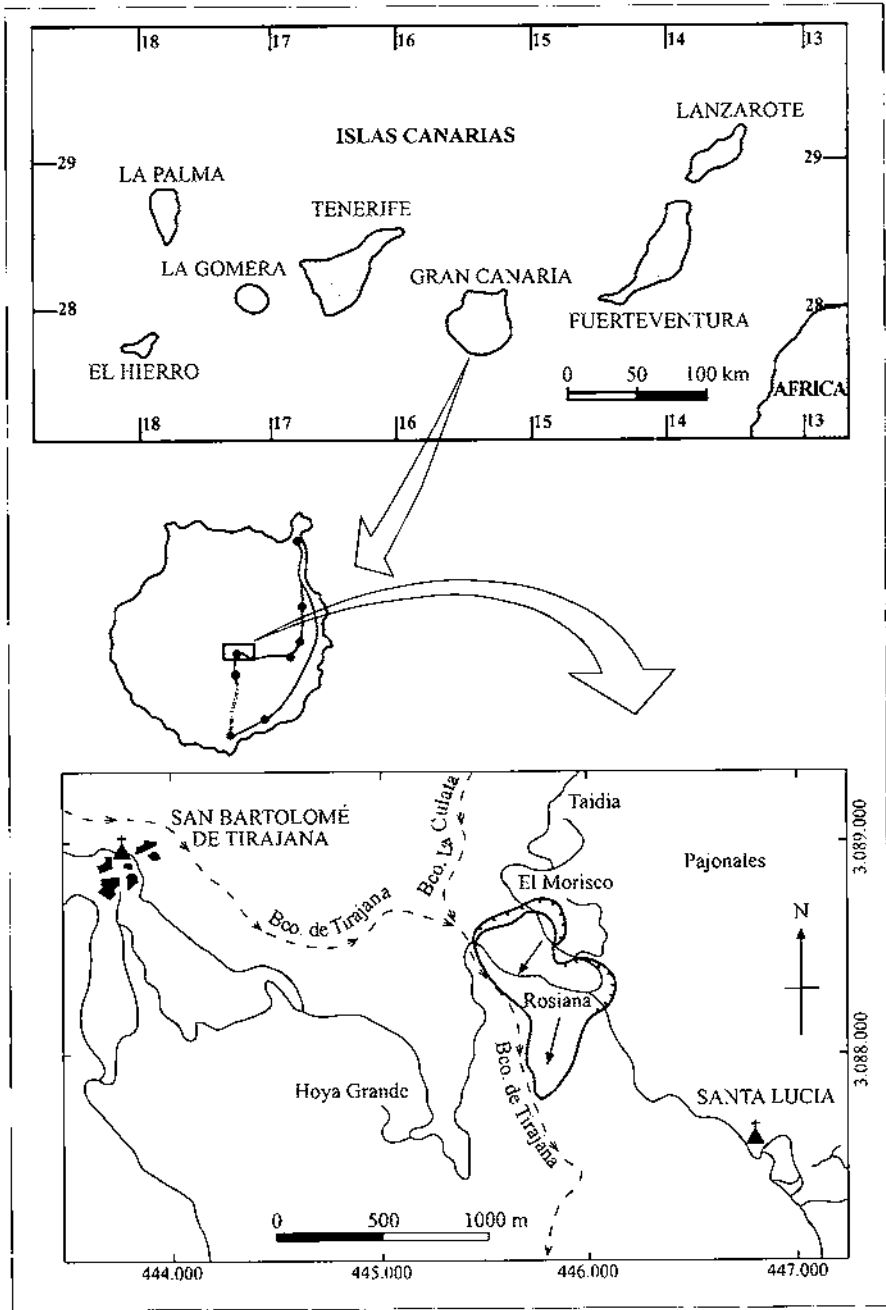 18 17 16 15 14 13
LANZAROTE
ISLAS CANARIAS
29 29
LA PALMA
TENERIFE
LA GOMERA
GRAN CANARIA
28 28
FUERTEVENTURA
EL HIERRO
0 50 100 km
AFRICA
18 17 16 15 14 13
SAN BARTOLOMÉ
DE TIRAJANA
Bco. La Culata
Taidia
Pajonales
3.089.000
El Morisco
Bco. de Tirajana
N
Rosiana
3.088.000
Hoya Grande
Bco. de Tirajana
SANTA LUCIA
0 500 1000 m
444.000 445.000 446.000 447.000